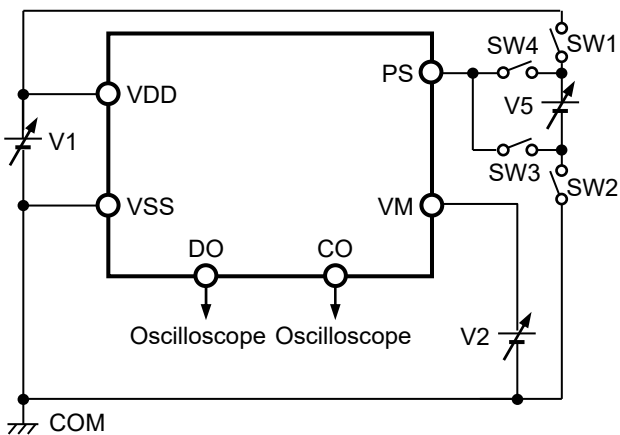 SW1
SW4
PS
VDD
V5
V1
SW3
SW2
VSS
VM
DO
CO
Oscilloscope
Oscilloscope
V2
COM